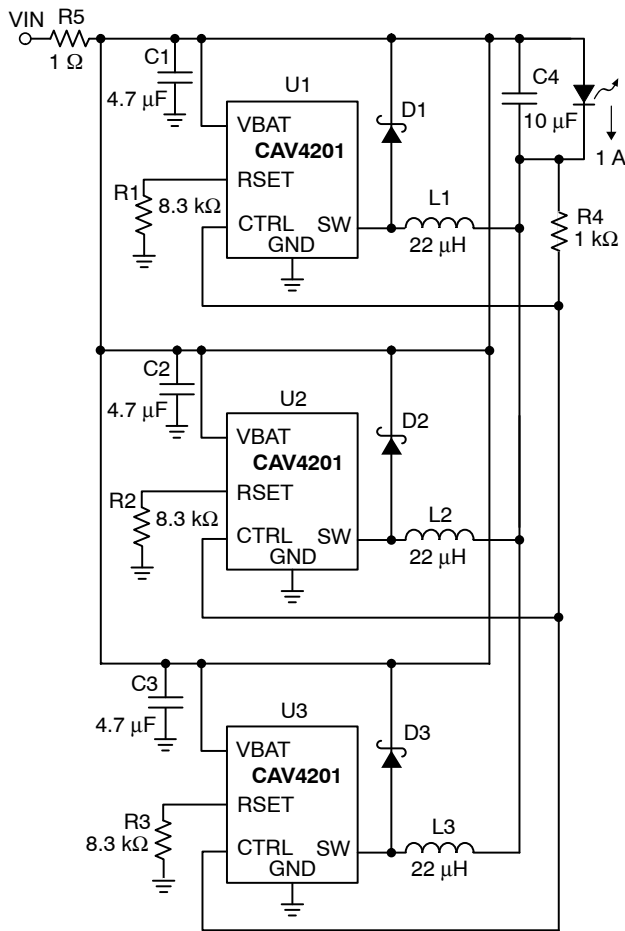 VIN R5
1 Ω
C1
4.7 µF
U1
VBAT
CAV4201
RSET
CTRL SW
GND
R1
8.3 kΩ
D1
L1
22 µH
C4
10 µF
1 A
R4
1 kΩ
C2
4.7 µF
U2
VBAT
CAV4201
RSET
CTRL SW
GND
R2
8.3 kΩ
D2
L2
22 µH
C3
4.7 µF
U3
VBAT
CAV4201
RSET
CTRL SW
GND
R3
8.3 kΩ
D3
L3
22 µH